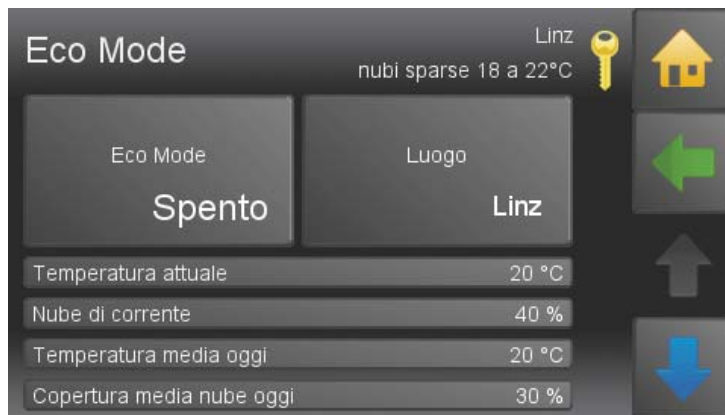 Eco Mode
Linz
nubi sparse 18 a 22°C
Eco Mode
Spento
Luogo
Linz
Temperatura attuale 20 °C
Nube di corrente 40 %
Temperatura media oggi 20 °C
Copertura media nube oggi 30 %